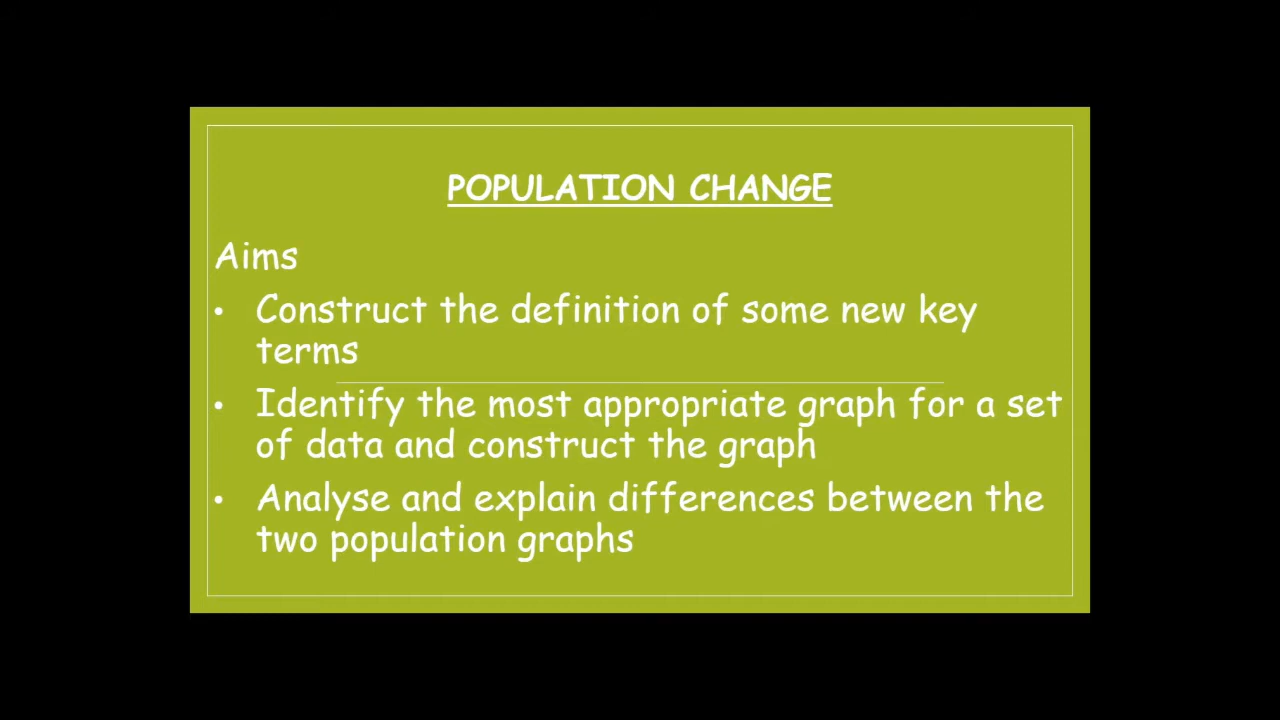 POPULATION CHANGE
Aims
• Construct the definition of some new key
terms
• Identify the most appropriate graph for a set
of data and construct the graph
• Analyse and explain differences between the
two population graphs